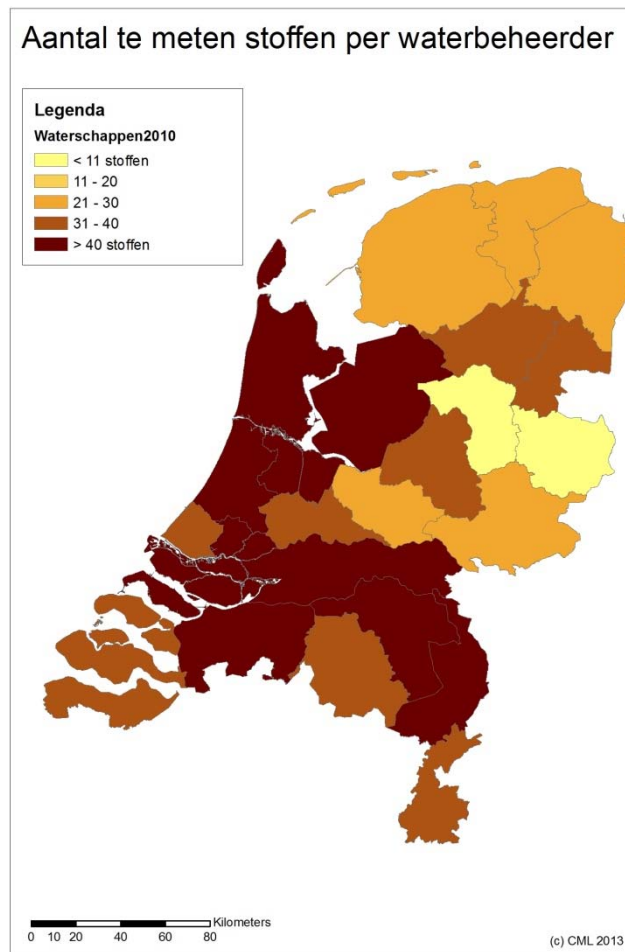 Aantal te meten stoffen per waterbeheerder
Legenda
Waterschappen2010
< 11 stoffen
11 - 20
21 - 30
31 - 40
> 40 stoffen
Kilometers
0 10 20 40 60 80
(c) CML 2013